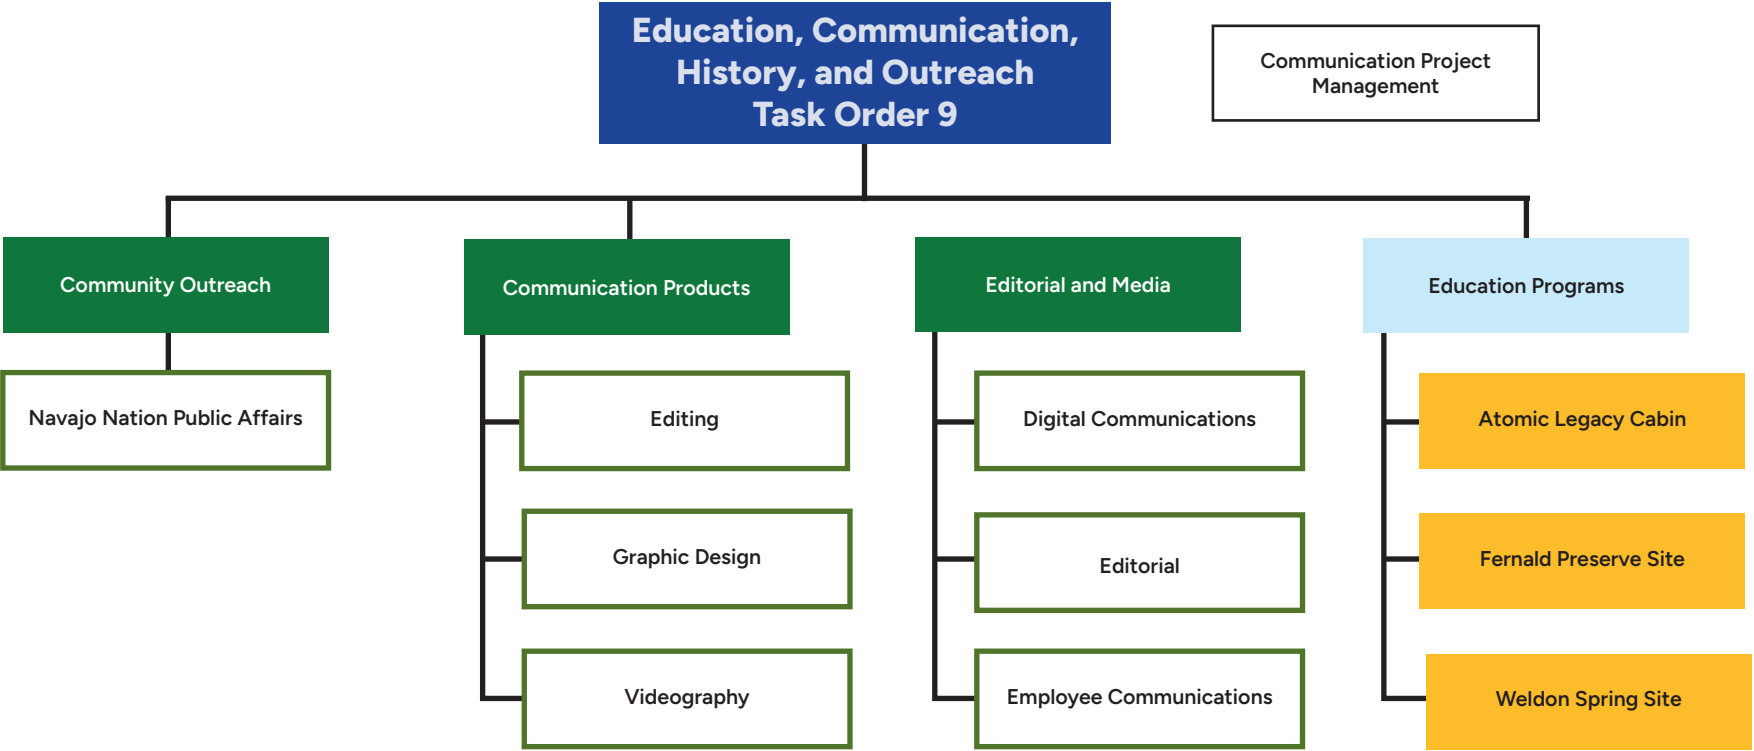 Education, Communication,
History, and Outreach
Task Order 9
Communication Project
Management
Community Outreach
Communication Products
Editorial and Media
Education Programs
Navajo Nation Public Affairs
Editing
Digital Communications
Atomic Legacy Cabin
Graphic Design
Editorial
Fernald Preserve Site
Videography
Employee Communications
Weldon Spring Site